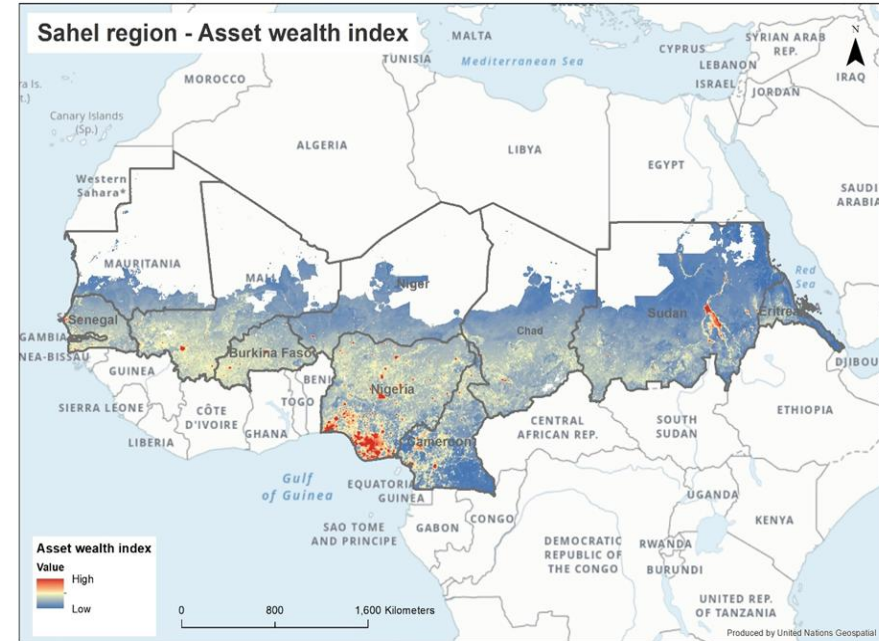 Sahel region - Asset wealth index
N
MALTA
TUNISIA
Mediterranean Sea
CYPRUS
SYRIAN ARAB
REP.
LEBANON
ISRAEL
IRAQ
JORDAN
MOROCCO
Canary Islands
(Sp.)
ALGERIA
LIBYA
EGYPT
Western
Sahara*
SAUDI
ARABIA
MAURITANIA
Niger
Red
Sea
Senegal
Sudan
Eritrea
GAMBIA
Chad
Burkina Faso
GUINEA
BENI
Nigeria
DJIBOU
SIERRA LEONE
CÔTE
D'IVOIRE
TOGO
GHANA
LIBERIA
CENTRAL
AFRICAN REP.
SOUTH
SUDAN
ETHIOPIA
Cameroon
Gulf
of Guinea
EQUATORIAL
GUINEA
SAO TOME
AND PRINCIPE
GABON
CONGO
UGANDA
KENYA
DEMOCRATIC
REPUBLIC OF
THE CONGO
RWANDA
BURUNDI
UNITED REP.
OF TANZANIA
Asset wealth index
Value
High
Low
0 800 1,600 Kilometers
Produced by United Nations Geospatial